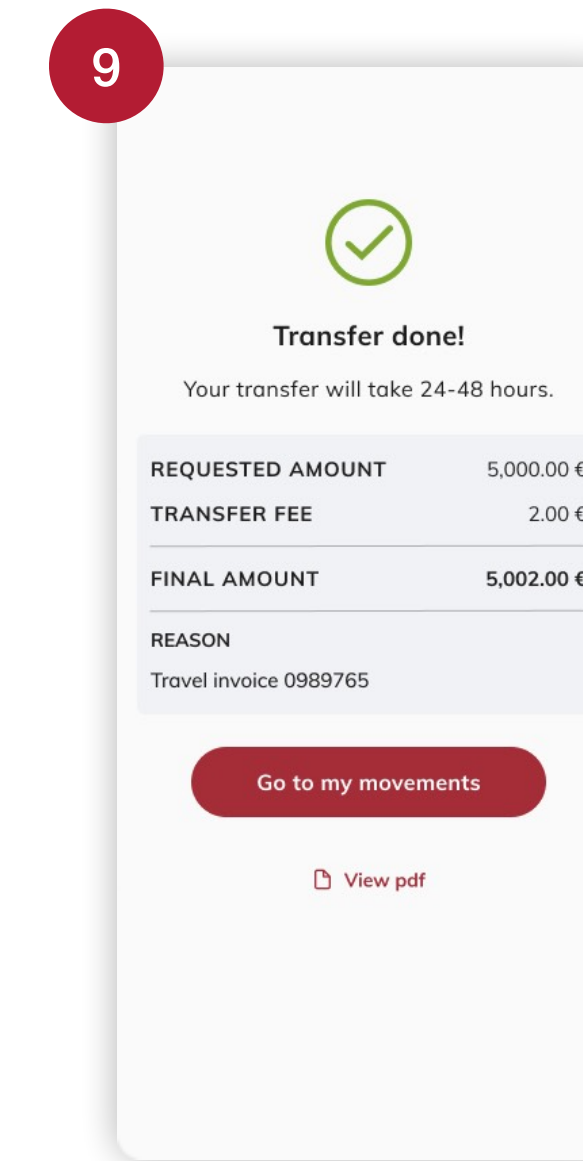 9
Transfer done!
Your transfer will take 24-48 hours.
REQUESTED AMOUNT 5,000.00 €
TRANSFER FEE 2.00 €
FINAL AMOUNT 5,002.00 €
REASON
Travel invoice 0989765
Go to my movements
View pdf